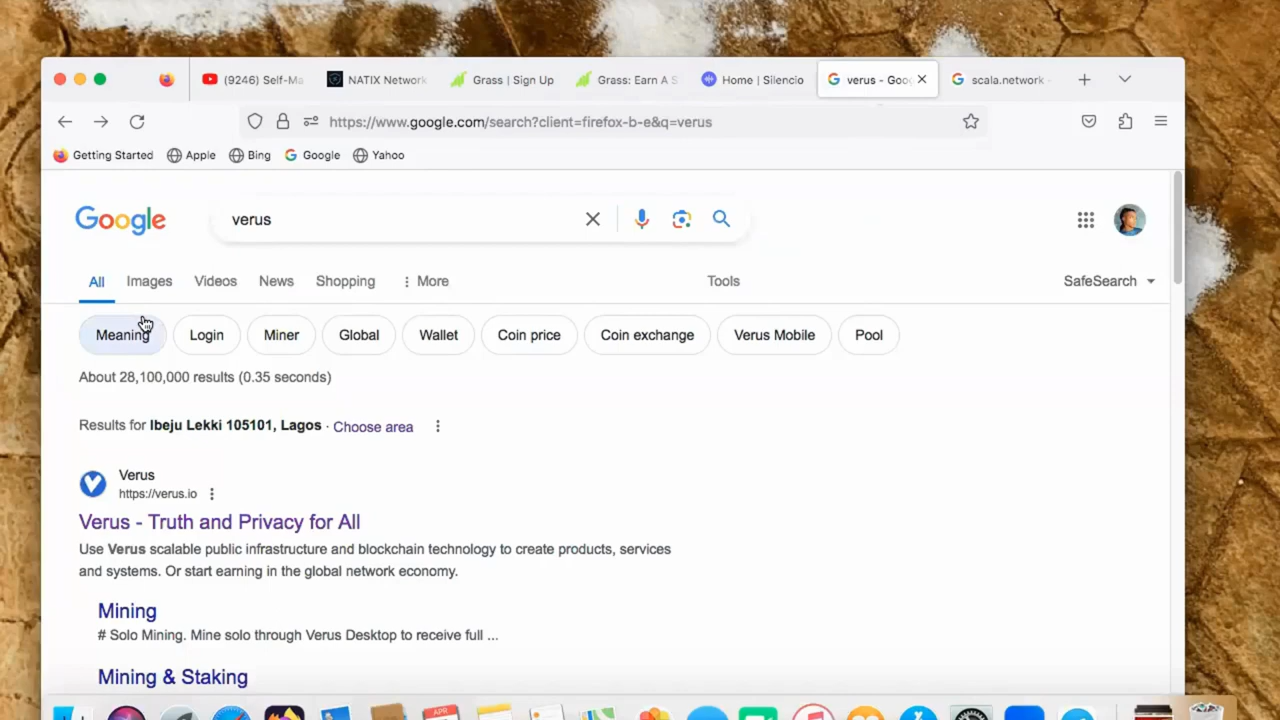 (9246) Self-Ma
NATIX Network
Grass | Sign Up
Grass: Earn A S
Home | Silencio
verus - Goo
scala.network -
https://www.google.com/search?client=firefox-b-e&q=verus
Getting Started
Apple
Bing
Google
Yahoo
Google
verus
All
Images
Videos
News
Shopping
More
Tools
SafeSearch
Meaning
Login
Miner
Global
Wallet
Coin price
Coin exchange
Verus Mobile
Pool
About 28,100,000 results (0.35 seconds)
Results for Ibeju Lekki 105101, Lagos · Choose area
Verus
https://verus.io
Verus - Truth and Privacy for All
Use Verus scalable public infrastructure and blockchain technology to create products, services
and systems. Or start earning in the global network economy.
Mining
# Solo Mining. Mine solo through Verus Desktop to receive full ...
Mining & Staking
APR